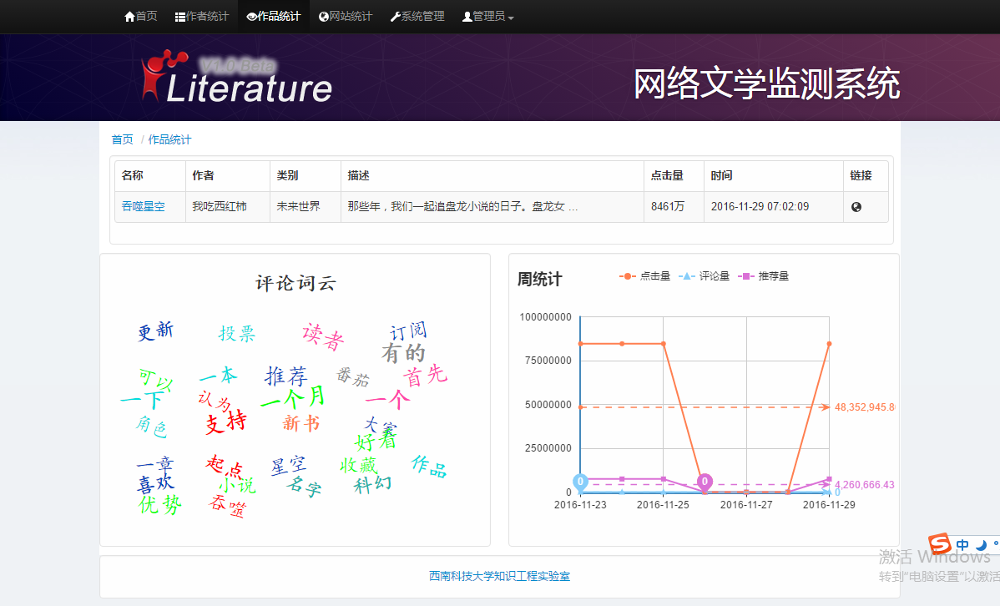 首页 作者统计 作品统计 网站统计 系统管理 管理员
V1.0 Beta
Literature
网络文学监测系统
首页 / 作品统计
名称 作者 类别 描述 点击量 时间 链接
吞噬星空 我吃西红柿 未来世界 那些年，我们一起追盘龙小说的日子。盘龙女 ... 8461万 2016-11-29 07:02:09
评论词云
更新 投票 读者 订阅
有的
可以 一本 推荐 番茄 首先
一下 认为 一个月 一个
角色 支持 新书 大家
好看
一章 起点 星空 收藏 作品
喜欢 小说 名字 科幻
优势 吞噬
周统计
点击量 评论量 推荐量
100000000
75000000
50000000
48,352,945.8
25000000
0 0 4,260,666.43
0 0
2016-11-23 2016-11-25 2016-11-27 2016-11-29
中
激活 Windows
转到"电脑设置"以激活
西南科技大学知识工程实验室